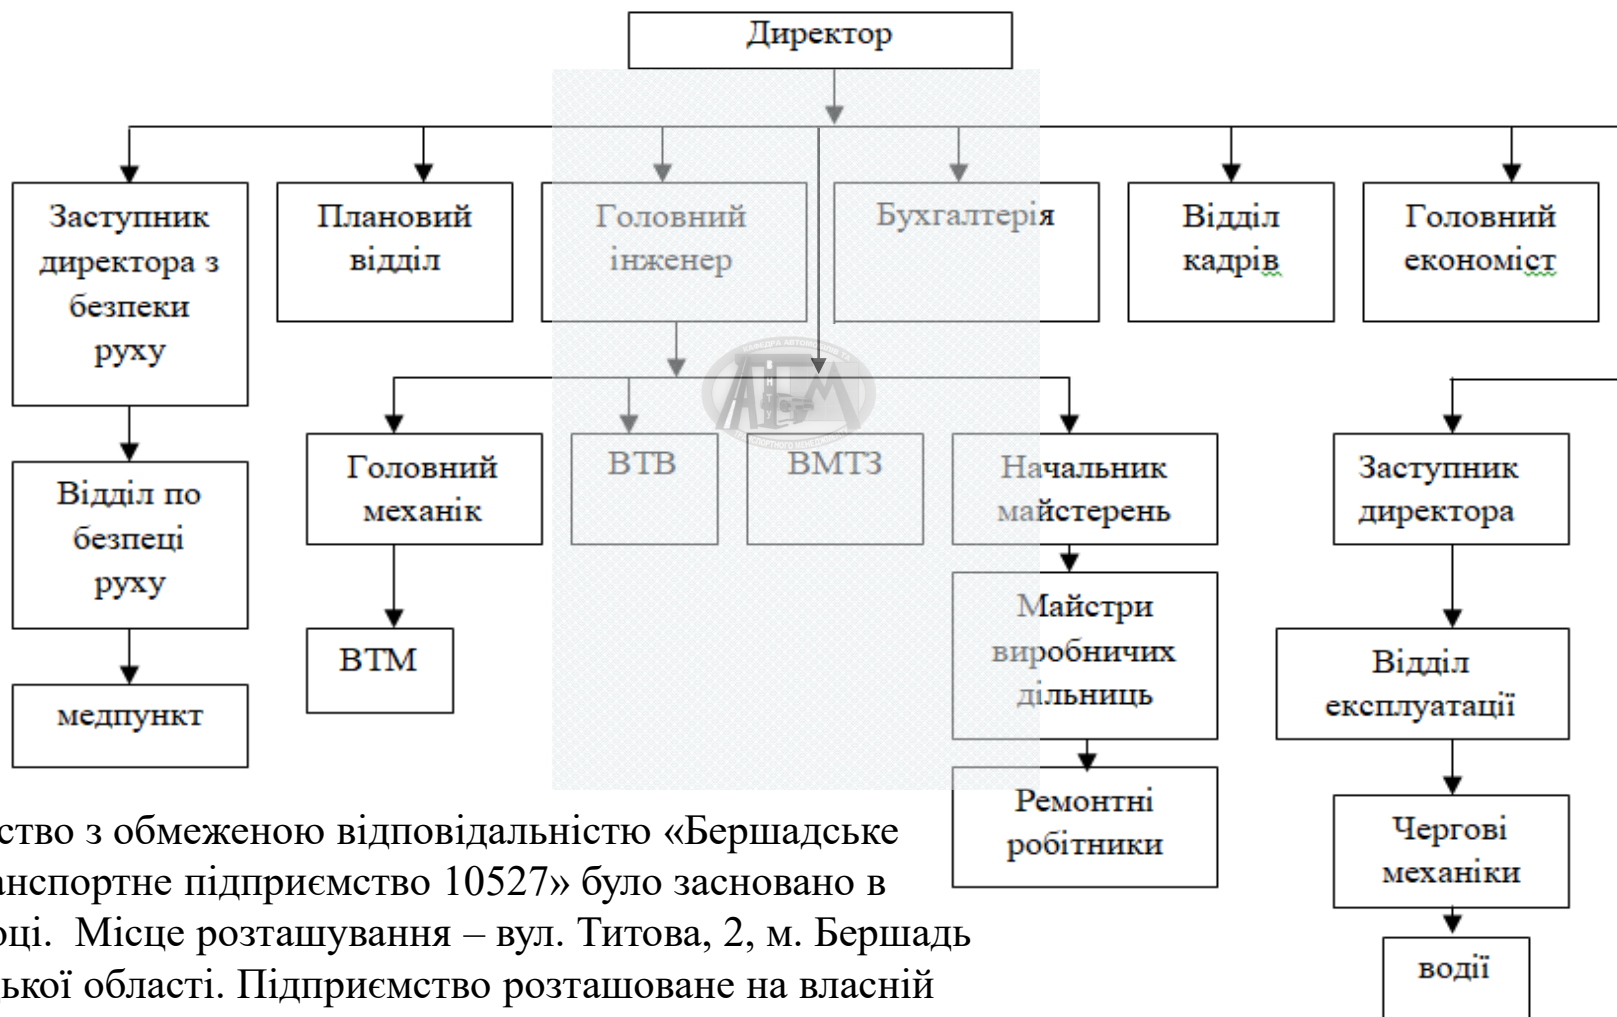 Директор
Заступник
директора з
безпеки
руху
Плановий
відділ
Головний
інженер
Бухгалтерія
Відділ
кадрів
Головний
економіст
Відділ по
безпеці
руху
медпункт
Головний
механік
ВТМ
ВТВ
ВМТЗ
Начальник
майстерень
Майстри
виробничих
дільниць
Ремонтні
робітники
Заступник
директора
Відділ
експлуатації
Чергові
механіки
водії
ство з обмеженою відповідальністю «Бершадське
анспортне підприємство 10527» було засновано в
оці. Місце розташування – вул. Титова, 2, м. Бершадь
ької області. Підприємство розташоване на власній